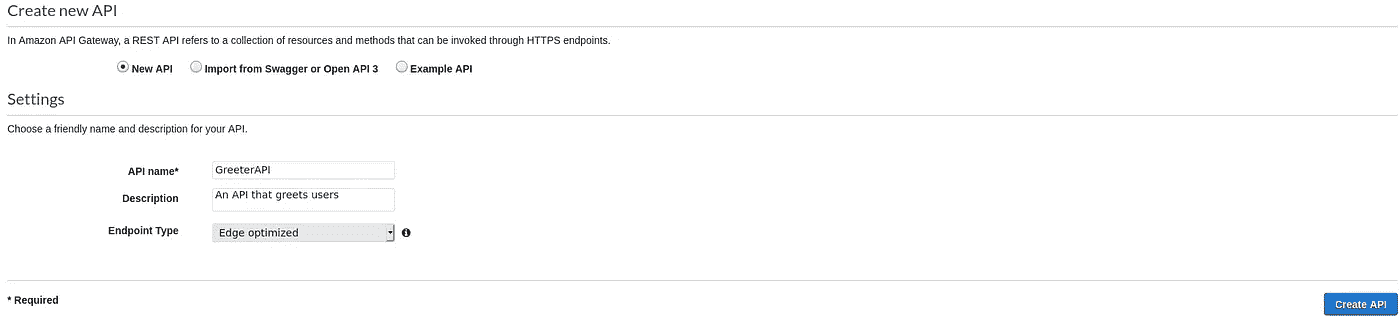 Create new API
In Amazon API Gateway, a REST API refers to a collection of resources and methods that can be invoked through HTTPS endpoints.
New API Import from Swagger or Open API 3 Example API
Settings
Choose a friendly name and description for your API.
API name* GreeterAPI
Description An API that greets users
Endpoint Type Edge optimized
* Required Create API